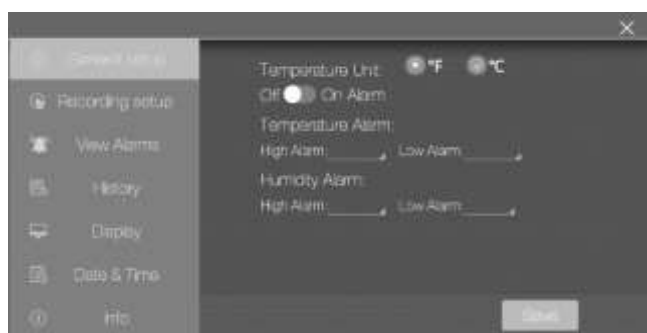 General setup
Recording setup
View Alarms
History
Display
Date & Time
Info
Temperature Unit: °F °C
Off On Alarm
Temperature Alarm:
High Alarm: Low Alarm:
Humidity Alarm:
High Alarm: Low Alarm:
Save